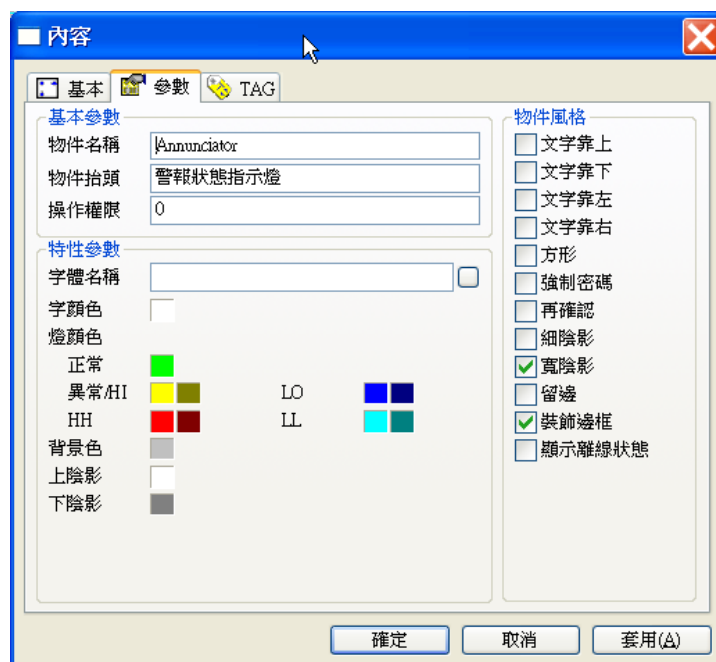 內容
基本 參數 TAG
基本參數
物件名稱 Annunciator
物件抬頭 警報狀態指示燈
操作權限 0
特性參數
字體名稱
字顏色
燈顏色
正常
異常/HI LO
HH LL
背景色
上陰影
下陰影
物件風格
文字靠上
文字靠下
文字靠左
文字靠右
方形
強制密碼
再確認
細陰影
寬陰影
留邊
裝飾邊框
顯示離線狀態
確定 取消 套用(A)